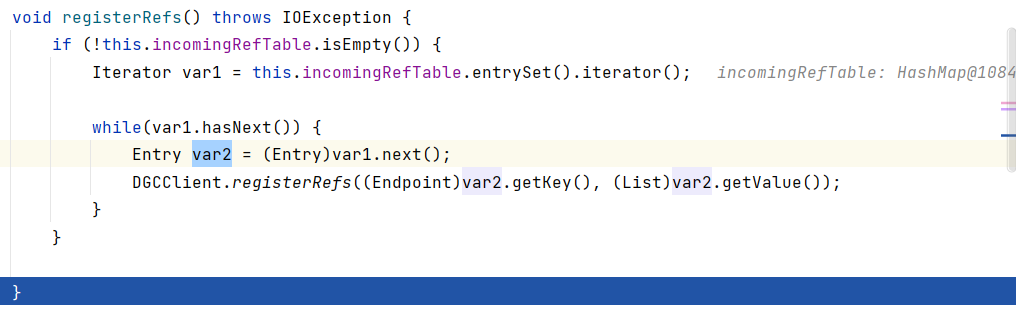 void registerRefs() throws IOException {
if (!this.incomingRefTable.isEmpty()) {
Iterator var1 = this.incomingRefTable.entrySet().iterator(); incomingRefTable: HashMap@1084
while(var1.hasNext()) {
Entry var2 = (Entry)var1.next();
DGCClient.registerRefs((Endpoint)var2.getKey(), (List)var2.getValue());
}
}
}